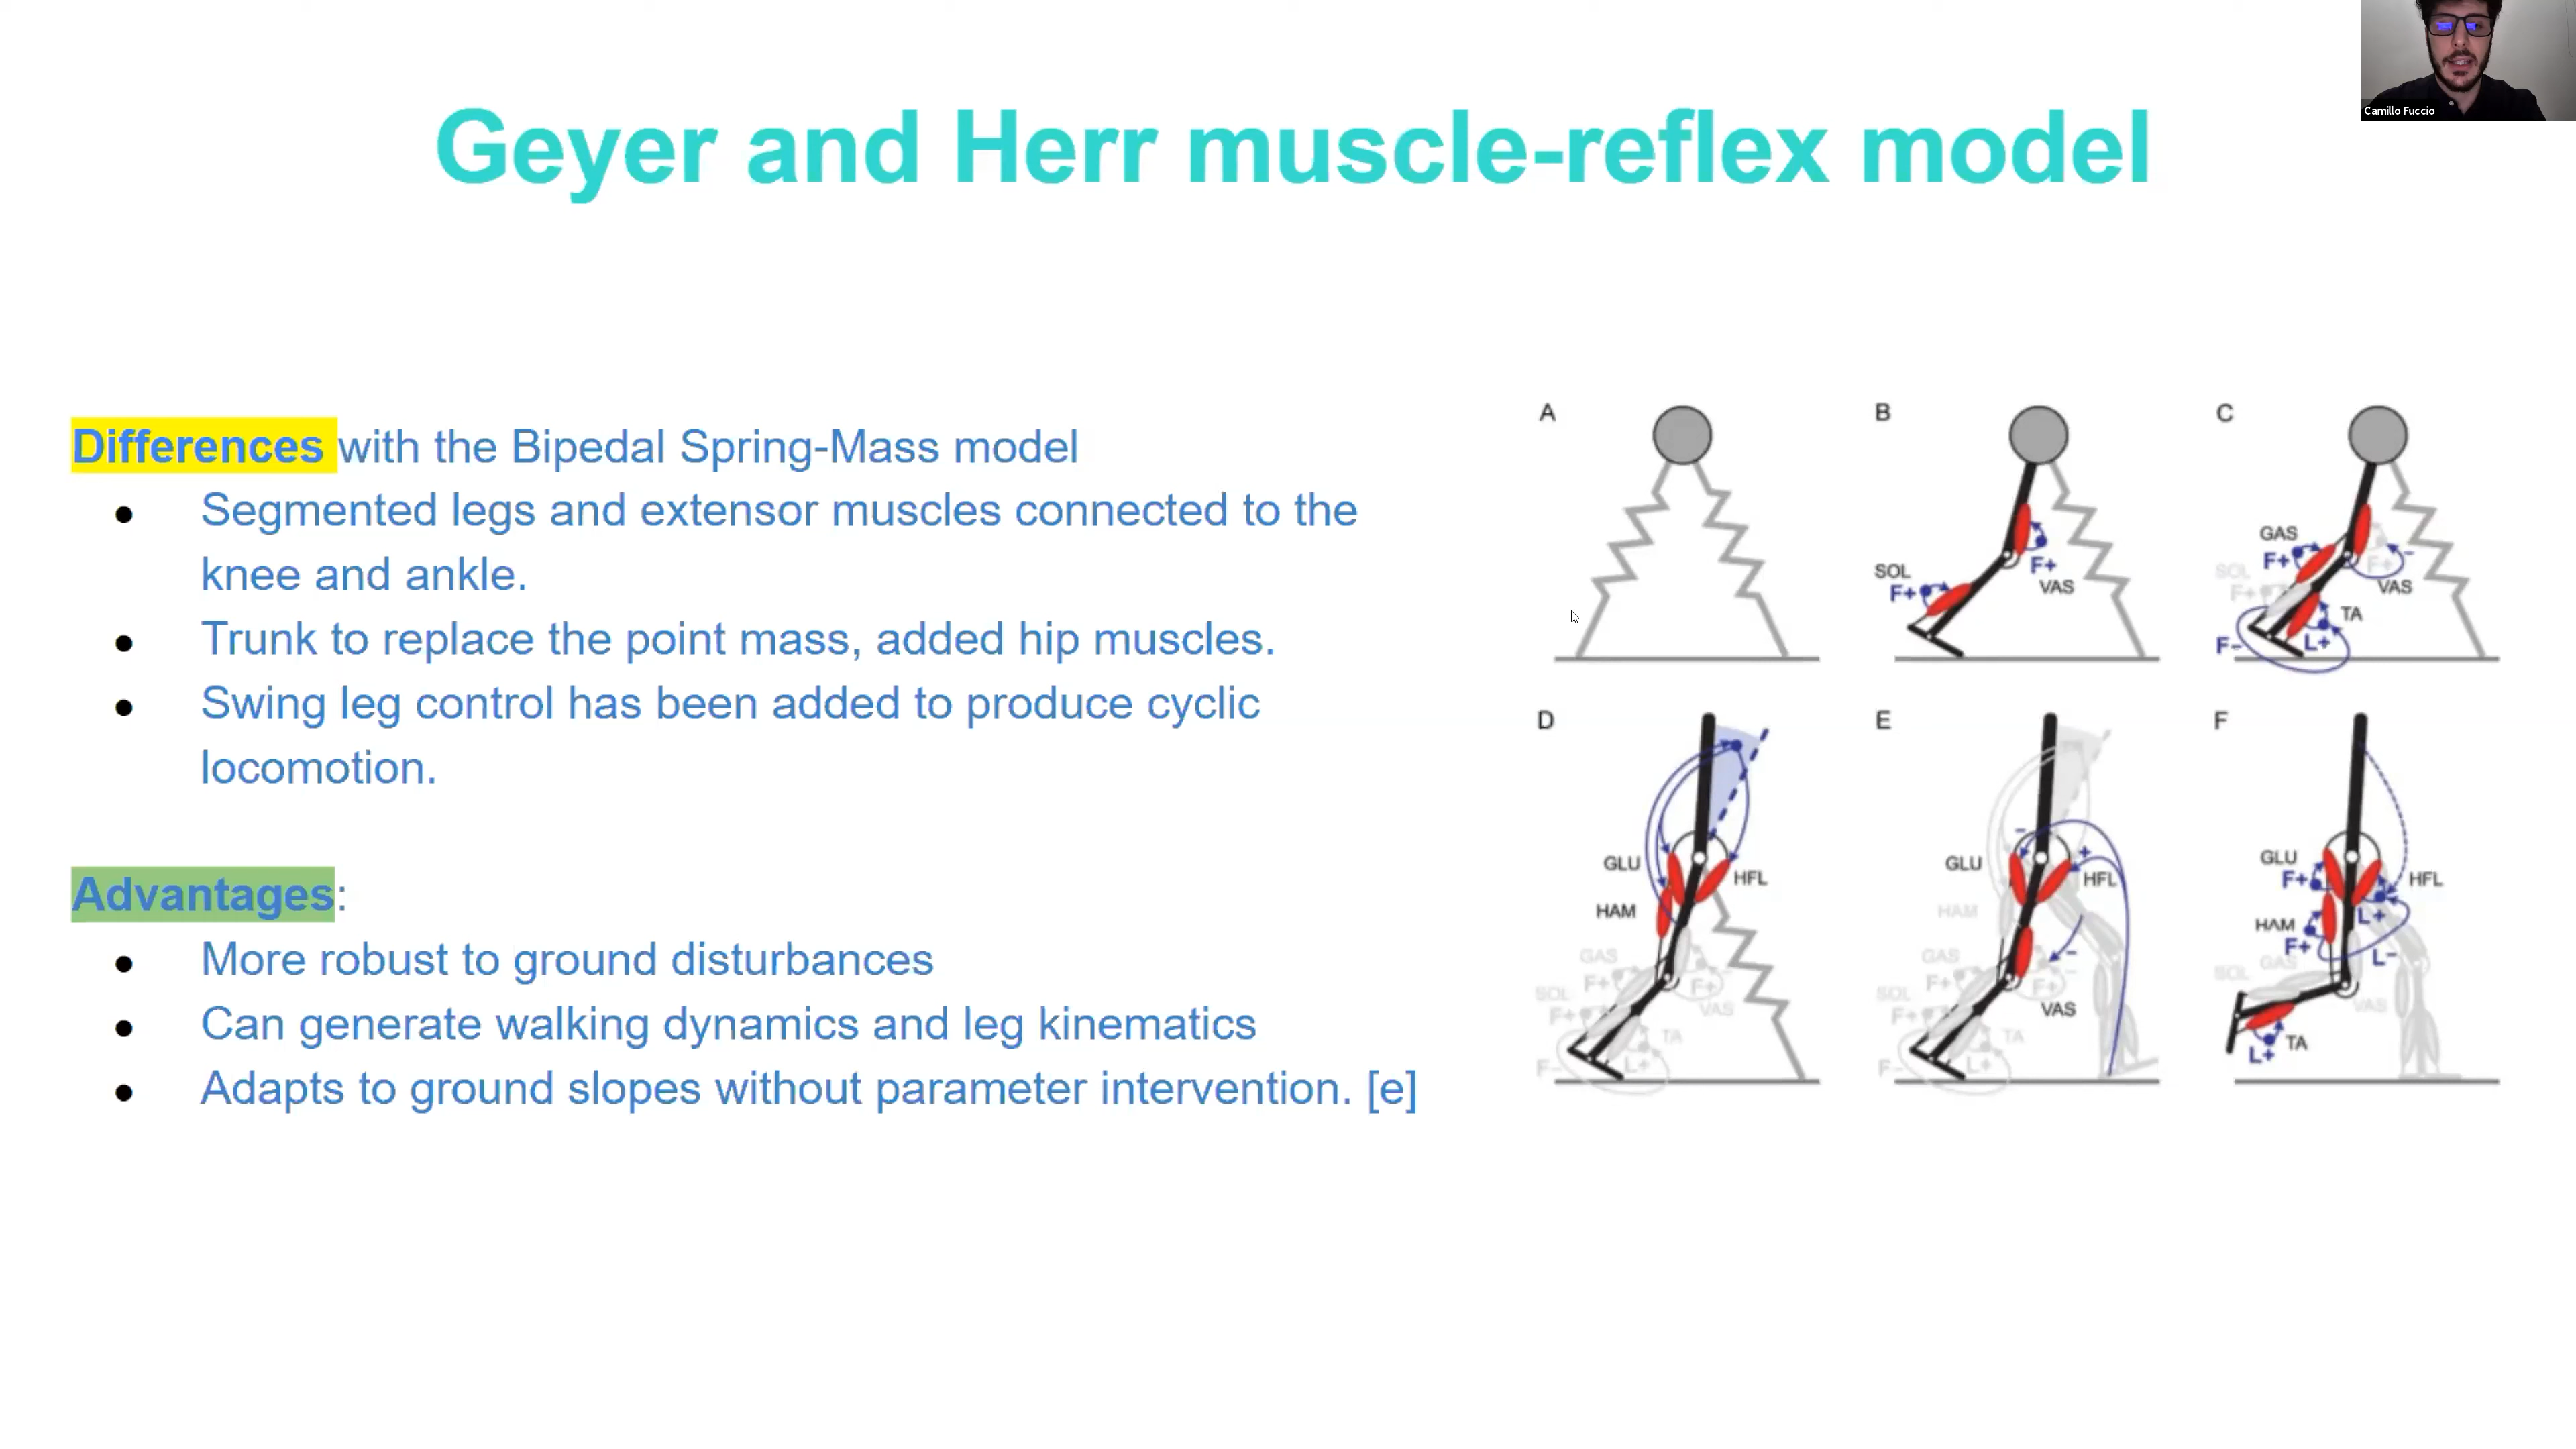 Camillo Fuccio
Geyer and Herr muscle-reflex model
Differences with the Bipedal Spring-Mass model
● Segmented legs and extensor muscles connected to the
knee and ankle.
● Trunk to replace the point mass, added hip muscles.
● Swing leg control has been added to produce cyclic
locomotion.
Advantages:
● More robust to ground disturbances
● Can generate walking dynamics and leg kinematics
● Adapts to ground slopes without parameter intervention. [e]
A
B
SOL
F+
F+
VAS
C
GAS
F+
F+
SOL
F+
VAS
TA
F-
L+
D
GLU
HFL
HAM
GAS
F+
F+
SOL
F+
VAS
TA
F-
L+
E
-
+
GLU
HFL
HAM
GAS
-
F+
F+
SOL
F+
VAS
TA
F-
L+
F
GLU
F+
HFL
L+
HAM
F+
L-
GAS
SOL
VAS
TA
L+